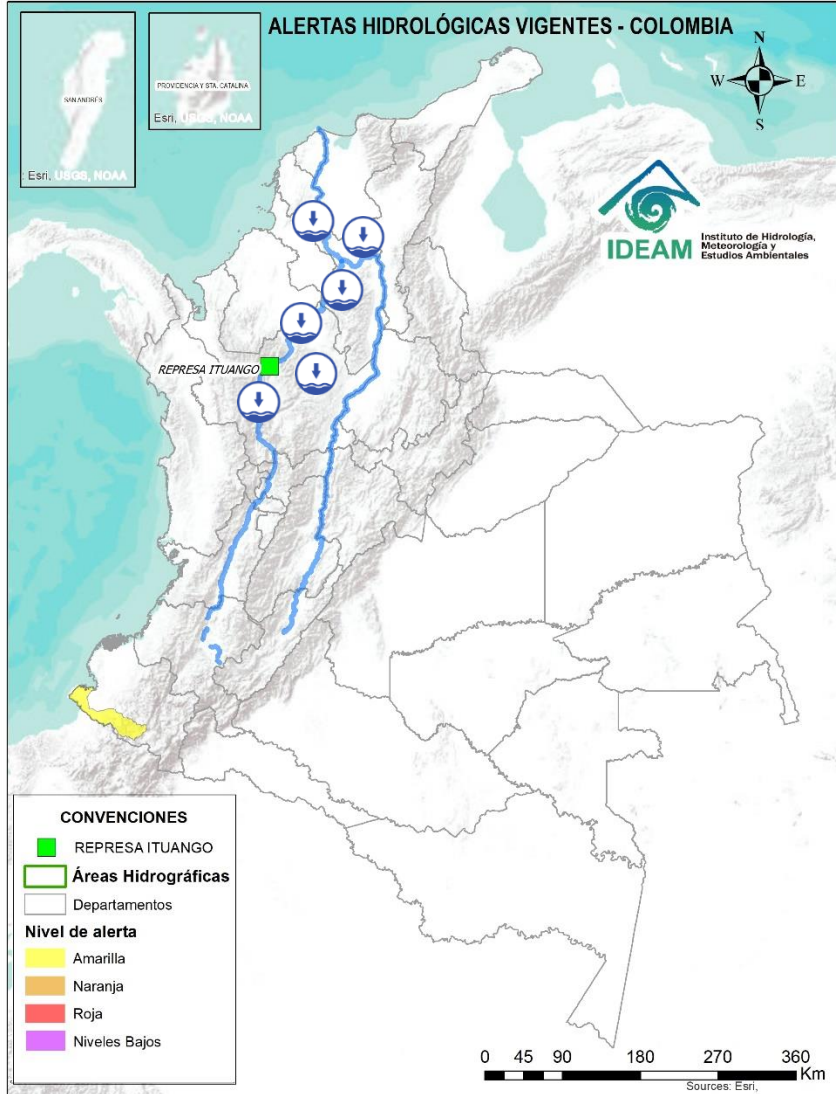 ALERTAS HIDROLÓGICAS VIGENTES - COLOMBIA
SAN ANDRÉS
Esri, USGS, NOAA
PROVIDENCIA Y STA. CATALINA
Esri, USGS, NOAA
N
W
E
S
IDEAM
Instituto de Hidrología,
Meteorología y
Estudios Ambientales
REPRESA ITUANGO
CONVENCIONES
REPRESA ITUANGO
Áreas Hidrográficas
Departamentos
Nivel de alerta
Amarilla
Naranja
Roja
Niveles Bajos
0 45 90 180 270 360
Km
Sources: Esri,